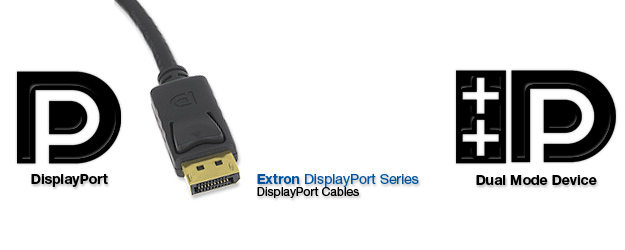 DisplayPort
Extron DisplayPort Series
DisplayPort Cables
Dual Mode Device